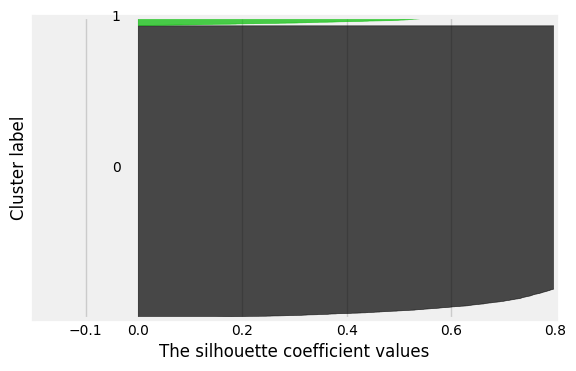 1
Cluster label
0
−0.1 0.0 0.2 0.4 0.6 0.8
The silhouette coefficient values